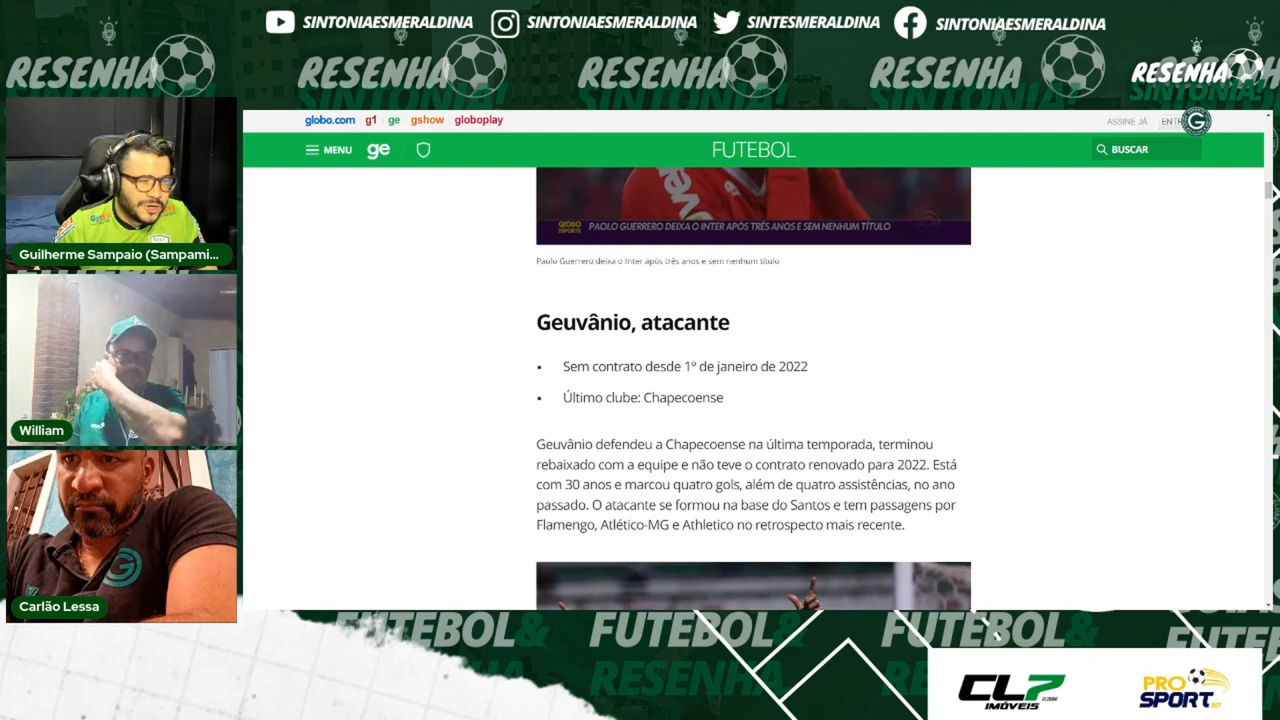 SINTONIAESMERALDINA
SINTONIAESMERALDINA
SINTESMERALDINA
SINTONIAESMERALDINA
RESENHA
RESENHA
RESENHA
RESENHA
RESENHA
SINTONIA!
globo.com g1 ge gshow globoplay
ASSINE JÁ
MENU ge
FUTEBOL
BUSCAR
GLOBO ESPORTE
PAOLO GUERRERO DEIXA O INTER APÓS TRÊS ANOS E SEM NENHUM TÍTULO
Paolo Guerrero deixa o Inter após três anos e sem nenhum título
Geuvânio, atacante
• Sem contrato desde 1º de janeiro de 2022
• Último clube: Chapecoense
Geuvânio defendeu a Chapecoense na última temporada, terminou
rebaixado com a equipe e não teve o contrato renovado para 2022. Está
com 30 anos e marcou quatro gols, além de quatro assistências, no ano
passado. O atacante se formou na base do Santos e tem passagens por
Flamengo, Atlético-MG e Athletico no retrospecto mais recente.
Guilherme Sampaio (Sampami...
William
Carlão Lessa
FUTEBOL&
FUTEBOL&
FUTEBOL&
RESENHA
CL7
IMÓVEIS
PRO
SPORT